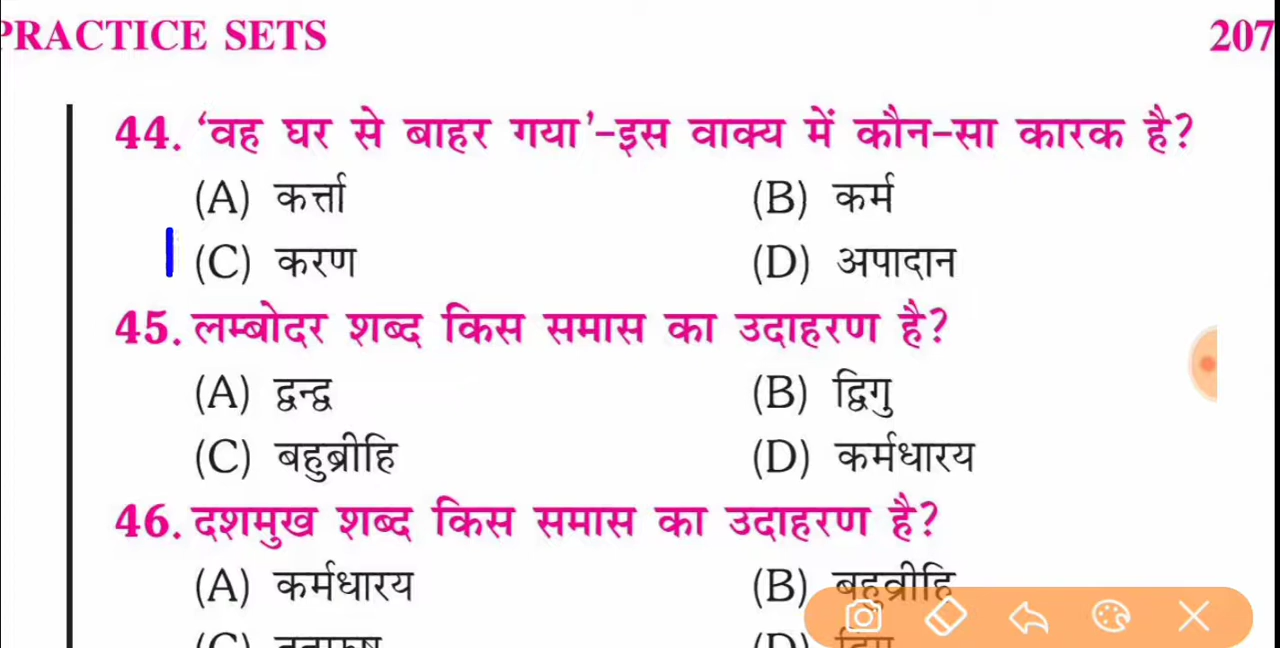 PRACTICE SETS 207
44. ‘वह घर से बाहर गया’-इस वाक्य में कौन-सा कारक है?
(A) कर्त्ता (B) कर्म
(C) करण (D) अपादान
45. लम्बोदर शब्द किस समास का उदाहरण है?
(A) द्वन्द्व (B) द्विगु
(C) बहुब्रीहि (D) कर्मधारय
46. दशमुख शब्द किस समास का उदाहरण है?
(A) कर्मधारय (B) बहुव्रीहि
(C) (D)